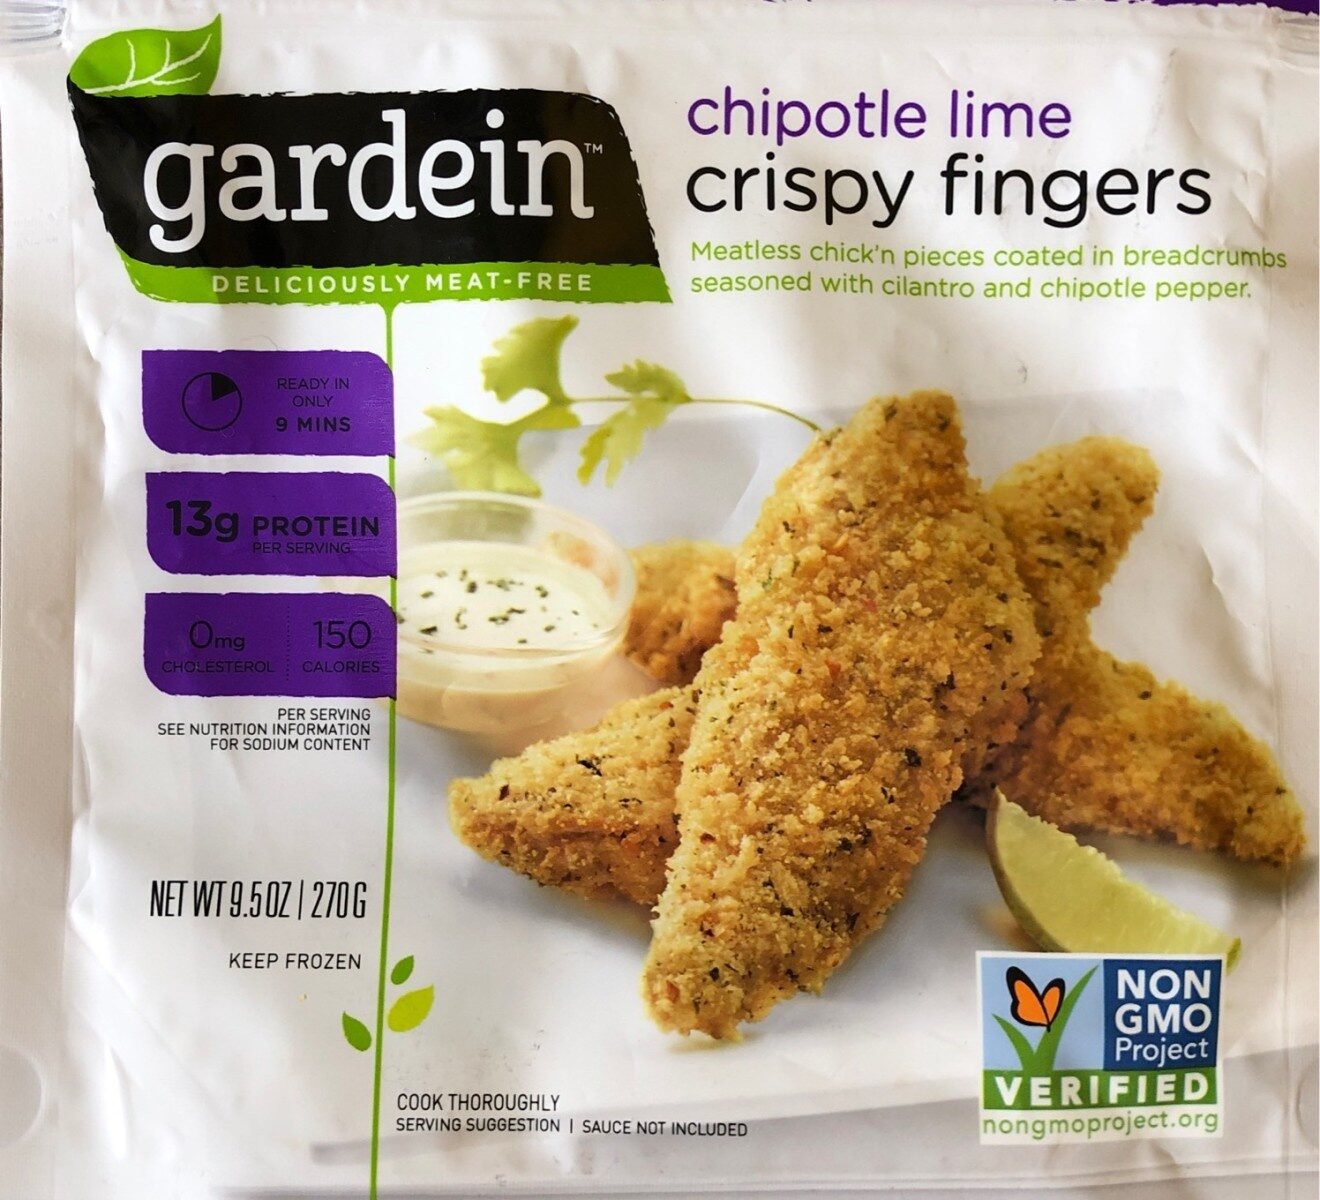 gardein™
DELICIOUSLY MEAT-FREE
chipotle lime
crispy fingers
Meatless chick'n pieces coated in breadcrumbs
seasoned with cilantro and chipotle pepper.
READY IN
ONLY
9 MINS
13g PROTEIN
PER SERVING
0mg
CHOLESTEROL
150
CALORIES
PER SERVING
SEE NUTRITION INFORMATION
FOR SODIUM CONTENT
NET WT 9.5 OZ | 270 G
KEEP FROZEN
COOK THOROUGHLY
SERVING SUGGESTION | SAUCE NOT INCLUDED
NON
GMO
Project
VERIFIED
nongmoproject.org